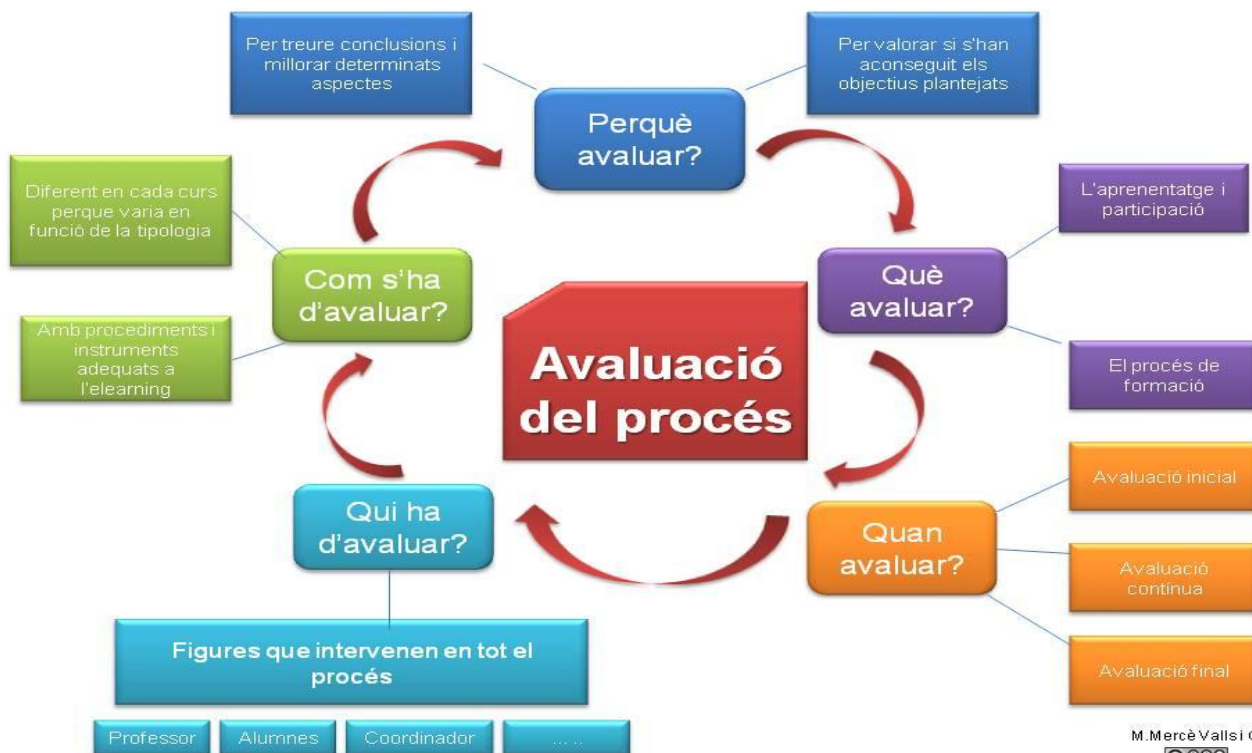 Per treure conclusions i
millorar determinats
aspectes
Per valorar si s'han
aconseguit els
objectius plantejats
Perquè
avaluar?
L'aprenentatge i
participació
Què
avaluar?
El procés de
formació
Avaluació inicial
Quan
avaluar?
Avaluació
contínua
Avaluació final
Qui ha
d'avaluar?
Figures que intervenen en tot el
procés
Professor
Alumnes
Coordinador
... ..
Com s'ha
d'avaluar?
Diferent en cada curs
perque varia en
funció de la tipologia
Amb procediments i
instruments
adequats a
l'elearning
Avaluació
del procés
M.Mercè Valls i